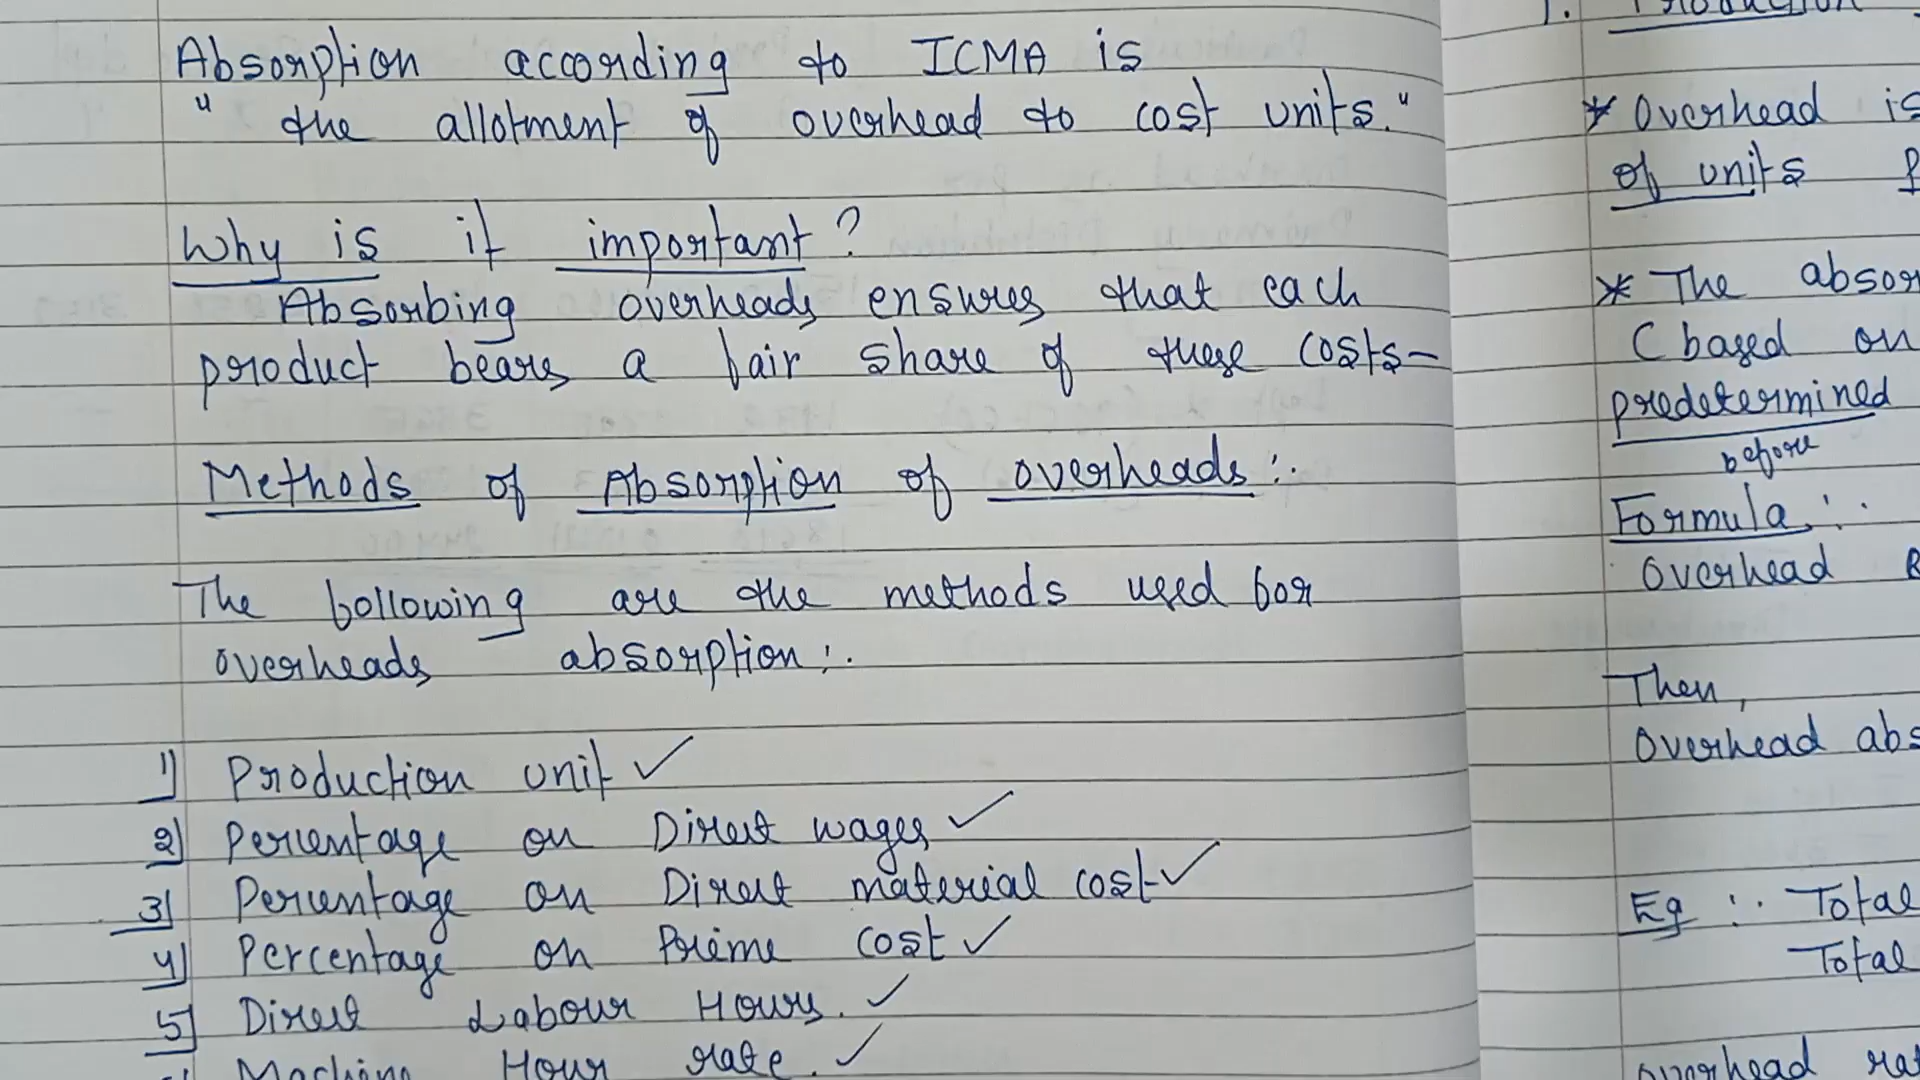 Absorption according to ICMA is
" the allotment of overhead to cost units."
Why is it important?
Absorbing overheads ensures that each
product bears a fair share of these costs-
Methods of Absorption of overheads:.
The following are the methods used for
overheads absorption:.
1) Production unit ✓
2) Percentage on Direct wages ✓
3) Percentage on Direct material cost ✓
4) Percentage on Prime cost ✓
5) Direct Labour Hours. ✓
Machine Hour rate. ✓
1. Production
* Overhead is
of units
* The absor
( based on
predetermined
before
Formula:.
Overhead R
Then,
Overhead abs
Eg:. Total
Total
overhead rat